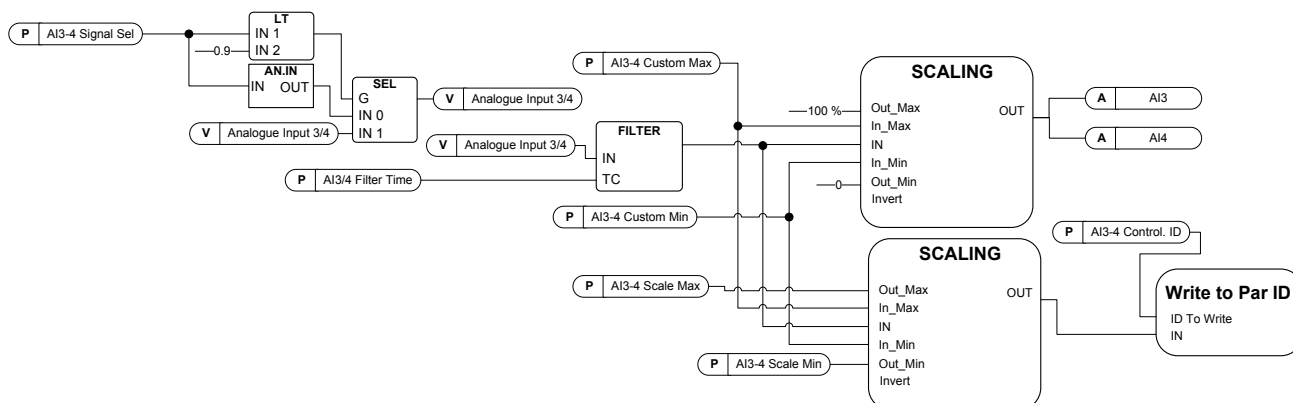 LT
P AI3-4 Signal Sel
IN 1
0.9
IN 2
AN.IN
IN OUT
SEL
G
IN 0
IN 1
V Analogue Input 3/4
V Analogue Input 3/4
P AI3-4 Custom Max
FILTER
V Analogue Input 3/4
IN
P AI3/4 Filter Time
TC
P AI3-4 Custom Min
SCALING
100 %
Out_Max
In_Max
IN
In_Min
0
Out_Min
Invert
OUT
A AI3
A AI4
SCALING
P AI3-4 Scale Max
Out_Max
In_Max
IN
In_Min
P AI3-4 Scale Min
Out_Min
Invert
OUT
P AI3-4 Control. ID
Write to Par ID
ID To Write
IN